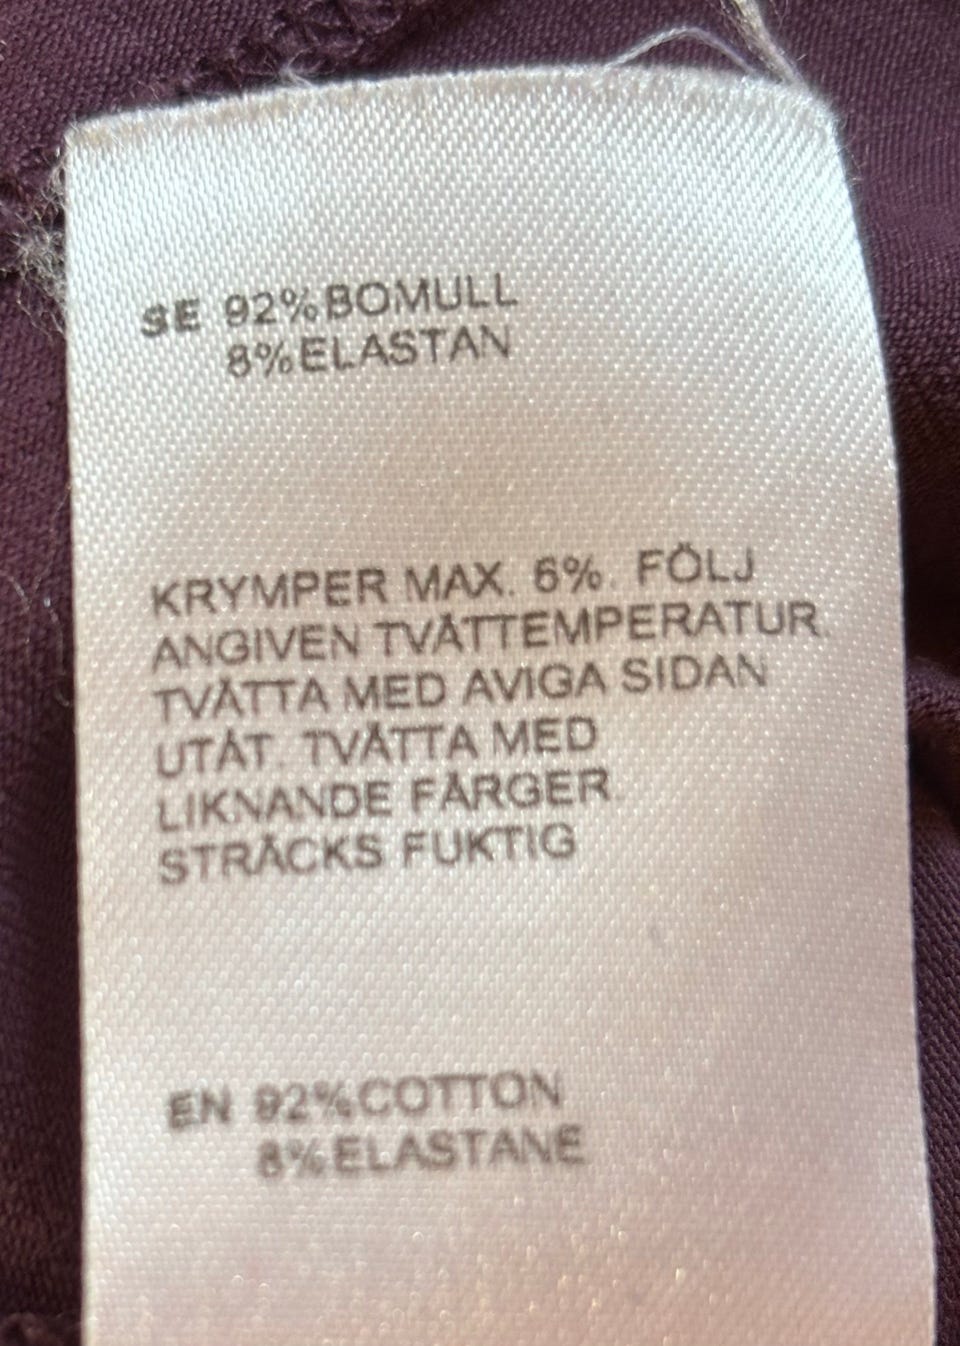 SE 92%BOMULL
8%ELASTAN
KRYMPER MAX. 6%. FÖLJ
ANGIVEN TVÄTTEMPERATUR.
TVÄTTA MED AVIGA SIDAN
UTÅT. TVÄTTA MED
LIKNANDE FÄRGER.
STRÄCKS FUKTIG
EN 92%COTTON
8%ELASTANE